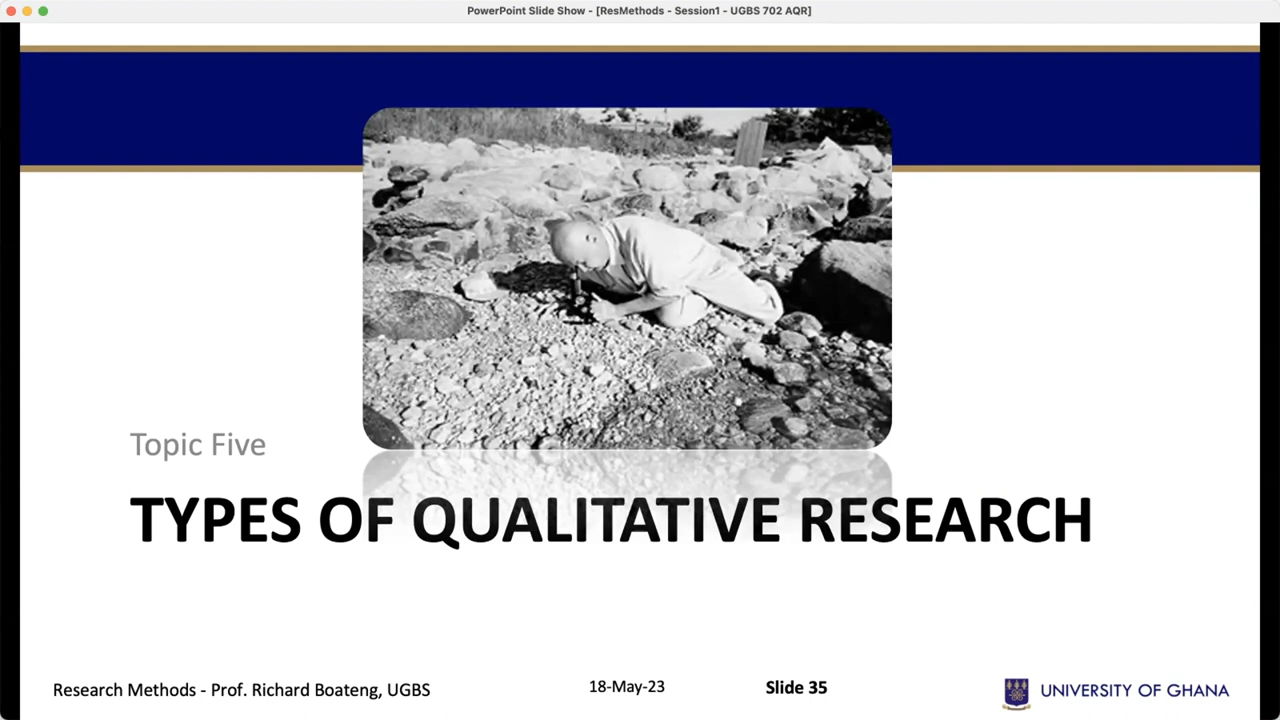 PowerPoint Slide Show - [ResMethods - Session1 - UGBS 702 AQR]
Topic Five
TYPES OF QUALITATIVE RESEARCH
Research Methods - Prof. Richard Boateng, UGBS
18-May-23
Slide 35
UNIVERSITY OF GHANA